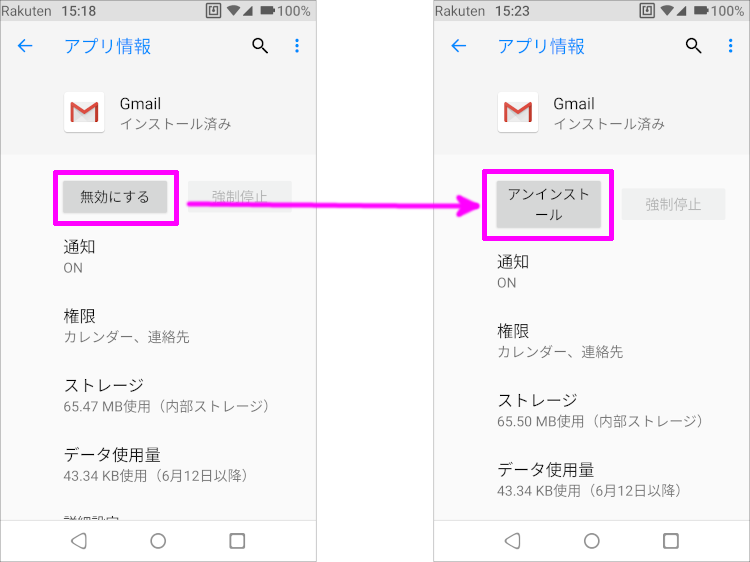 Rakuten 15:18 100%
アプリ情報
Gmail
インストール済み
無効にする
強制停止
通知
ON
権限
カレンダー、連絡先
ストレージ
65.47 MB使用（内部ストレージ）
データ使用量
43.34 KB使用（6月12日以降）
詳細設定
Rakuten 15:23 100%
アプリ情報
Gmail
インストール済み
アンインスト
ール
強制停止
通知
ON
権限
カレンダー、連絡先
ストレージ
65.50 MB使用（内部ストレージ）
データ使用量
43.34 KB使用（6月12日以降）